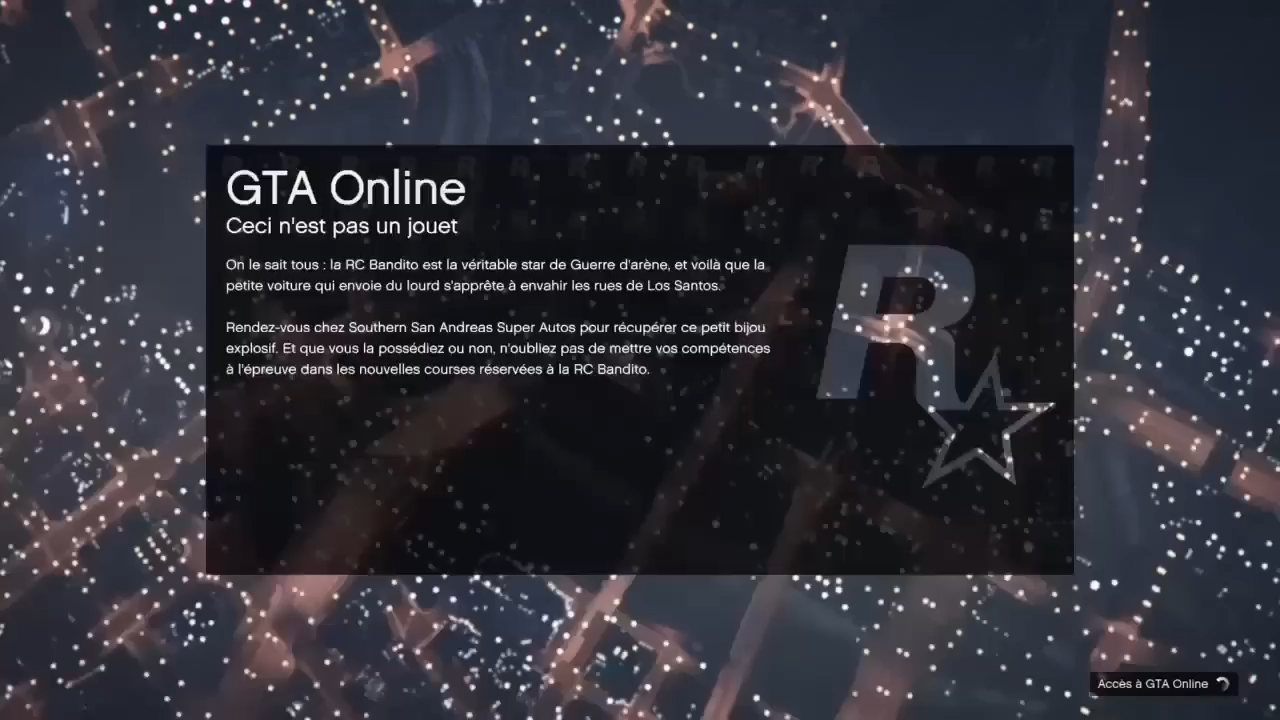 GTA Online
Ceci n'est pas un jouet
On le sait tous : la RC Bandito est la véritable star de Guerre d'arène, et voilà que la
petite voiture qui envoie du lourd s'apprête à envahir les rues de Los Santos.
Rendez-vous chez Southern San Andreas Super Autos pour récupérer ce petit bijou
explosif. Et que vous la possédiez ou non, n'oubliez pas de mettre vos compétences
à l'épreuve dans les nouvelles courses réservées à la RC Bandito.
R
Accès à GTA Online